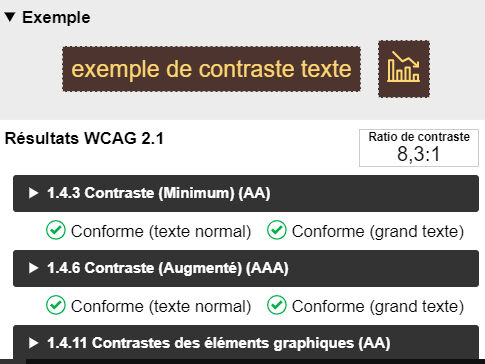 Exemple
exemple de contraste texte
Résultats WCAG 2.1
Ratio de contraste
8,3:1
1.4.3 Contraste (Minimum) (AA)
Conforme (texte normal) Conforme (grand texte)
1.4.6 Contraste (Augmenté) (AAA)
Conforme (texte normal) Conforme (grand texte)
1.4.11 Contrastes des éléments graphiques (AA)